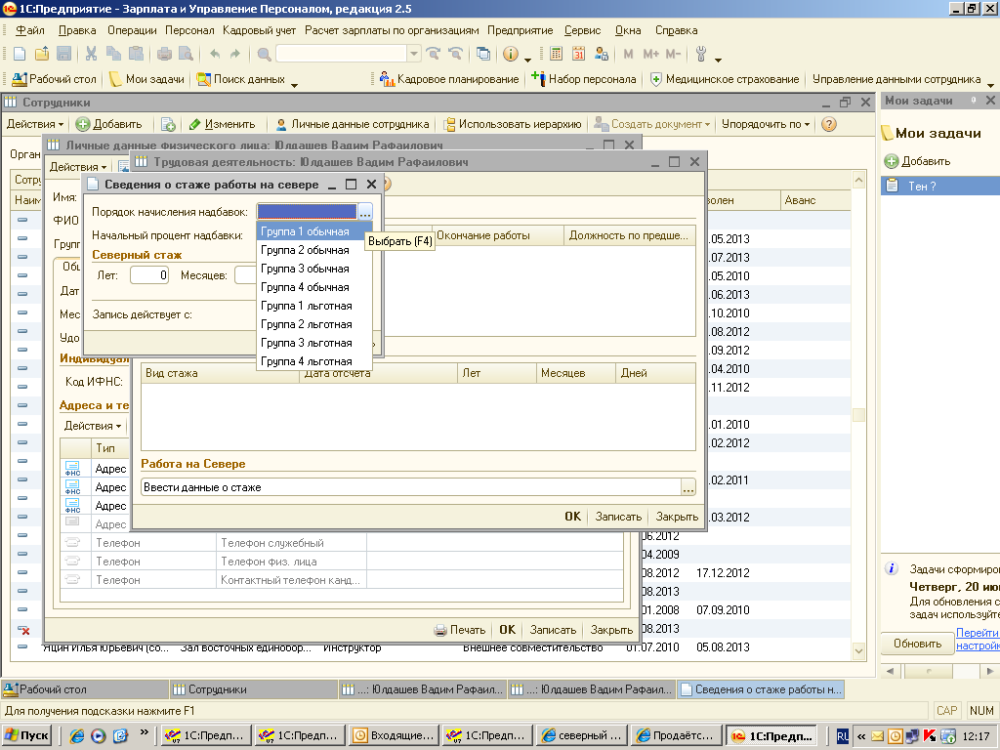 1С:Предприятие - Зарплата и Управление Персоналом, редакция 2.5
Файл Правка Операции Персонал Кадровый учет Расчет зарплаты по организациям Предприятие Сервис Окна Справка
M M+ M-
Рабочий стол Мои задачи Поиск данных Кадровое планирование Набор персонала Медицинское страхование Управление данными сотрудника
Сотрудники
Мои задачи
Действия Добавить Изменить Личные данные сотрудника Использовать иерархию Создать документ Упорядочить по
Мои задачи
Добавить
Тен ?
Орган
Личные данные физического лица: Юлдашев Вадим Рафаилович
Действия
Трудовая деятельность: Юлдашев Вадим Рафаилович
Сведения о стаже работы на севере
Порядок начисления надбавок:
...
Начальный процент надбавки:
Северный стаж
Лет: 0 Месяцев:
Запись действует с:
Группа 1 обычная
Группа 2 обычная
Группа 3 обычная
Группа 4 обычная
Группа 1 льготная
Группа 2 льготная
Группа 3 льготная
Группа 4 льготная
Выбрать (F4)
Окончание работы Должность по предше...
Сотру
Наим
волен Аванс
Имя:
ФИО
Групп
Общ
Дат
Мес
Удо
Индивидуал
Код ИФНС:
Адреса и те
Действия
Тип
ФНС Адрес
ФНС Адрес
ФНС Адрес
Адрес
Телефон Телефон служебный
Телефон Телефон физ. лица
Телефон Контактный телефон канд...
Вид стажа Дата отсчета Лет Месяцев Дней
Работа на Севере
Ввести данные о стаже ...
OK Записать Закрыть
.05.2013
.07.2013
.05.2010
.06.2013
.10.2010
.08.2012
.09.2012
.04.2010
.11.2012
.01.2010
.02.2012
.02.2011
.03.2012
06.2012
04.2009
08.2012 17.12.2012
08.2013
01.2008 07.09.2010
08.2013
Печать OK Записать Закрыть
Яцин Илья Юрьевич (со... Зал восточных единобор... Инструктор Внешнее совместительство 01.07.2010 05.08.2013
Задачи сформиро
Четверг, 20 июн
Для обновления с
задач используйте
Обновить
Перейти
настройк
Рабочий стол Сотрудники ...: Юлдашев Вадим Рафаил... ...: Юлдашев Вадим Рафаил... Сведения о стаже работы н...
Для получения подсказки нажмите F1
CAP NUM
Пуск » 1С:Предп... 1С:Предп... Входящие... 1С:Предп... северный ... Продаётс... 1С:Предп... RL « 12:17